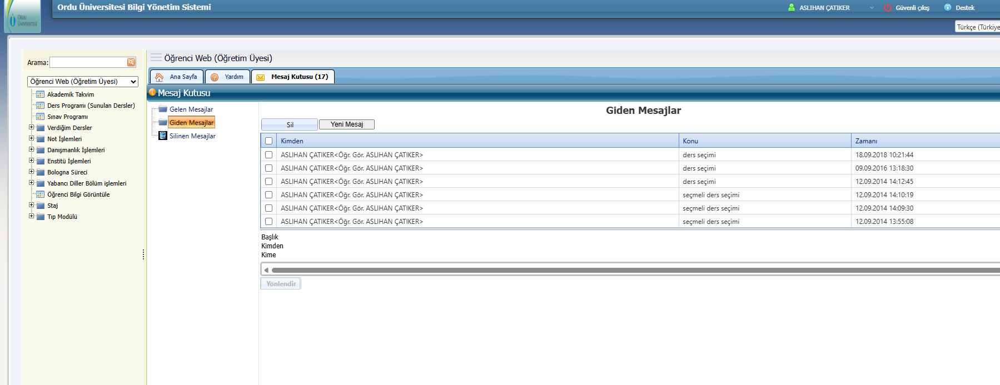 Ordu Üniversitesi Bilgi Yönetim Sistemi
ASLIHAN ÇATIKER
Güvenli çıkış
Destek
ORDU
ÜNİVERSİTESİ
Türkçe (Türkiye
Arama:
Öğrenci Web (Öğretim Üyesi)
Akademik Takvim
Ders Programı (Sunulan Dersler)
Sınav Programı
Verdiğim Dersler
Not İşlemleri
Danışmanlık İşlemleri
Enstitü İşlemleri
Bologna Süreci
Yabancı Diller Bölüm işlemleri
Öğrenci Bilgi Görüntüle
Staj
Tıp Modülü
Öğrenci Web (Öğretim Üyesi)
Ana Sayfa
Yardım
Mesaj Kutusu (17)
Mesaj Kutusu
Gelen Mesajlar
Giden Mesajlar
Silinen Mesajlar
Giden Mesajlar
Sil
Yeni Mesaj
Kimden Konu Zamanı
ASLIHAN ÇATIKER<Öğr. Gör. ASLIHAN ÇATIKER> ders seçimi 18.09.2018 10:21:44
ASLIHAN ÇATIKER<Öğr. Gör. ASLIHAN ÇATIKER> ders seçimi 09.09.2016 13:18:30
ASLIHAN ÇATIKER<Öğr. Gör. ASLIHAN ÇATIKER> ders seçimi 12.09.2014 14:12:45
ASLIHAN ÇATIKER<Öğr. Gör. ASLIHAN ÇATIKER> seçmeli ders seçimi 12.09.2014 14:10:19
ASLIHAN ÇATIKER<Öğr. Gör. ASLIHAN ÇATIKER> seçmeli ders seçimi 12.09.2014 14:09:30
ASLIHAN ÇATIKER<Öğr. Gör. ASLIHAN ÇATIKER> seçmeli ders seçimi 12.09.2014 13:55:08
Başlık
Kimden
Kime
Yönlendir